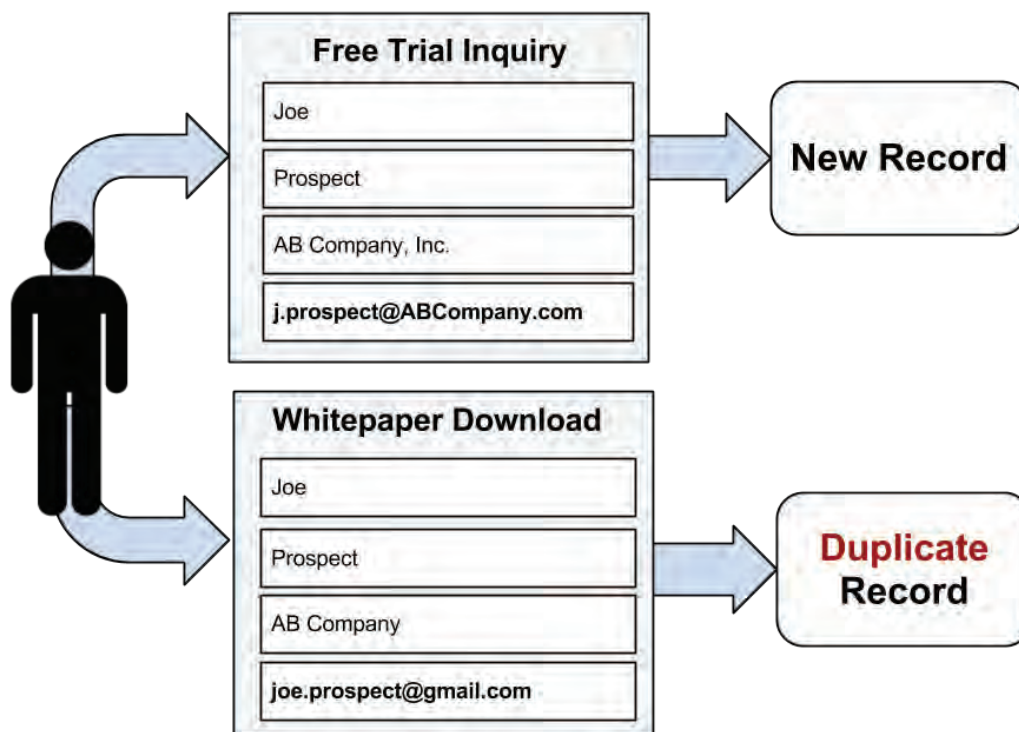 Free Trial Inquiry
Joe
Prospect
AB Company, Inc.
j.prospect@ABCompany.com
New Record
Whitepaper Download
Joe
Prospect
AB Company
joe.prospect@gmail.com
Duplicate
Record